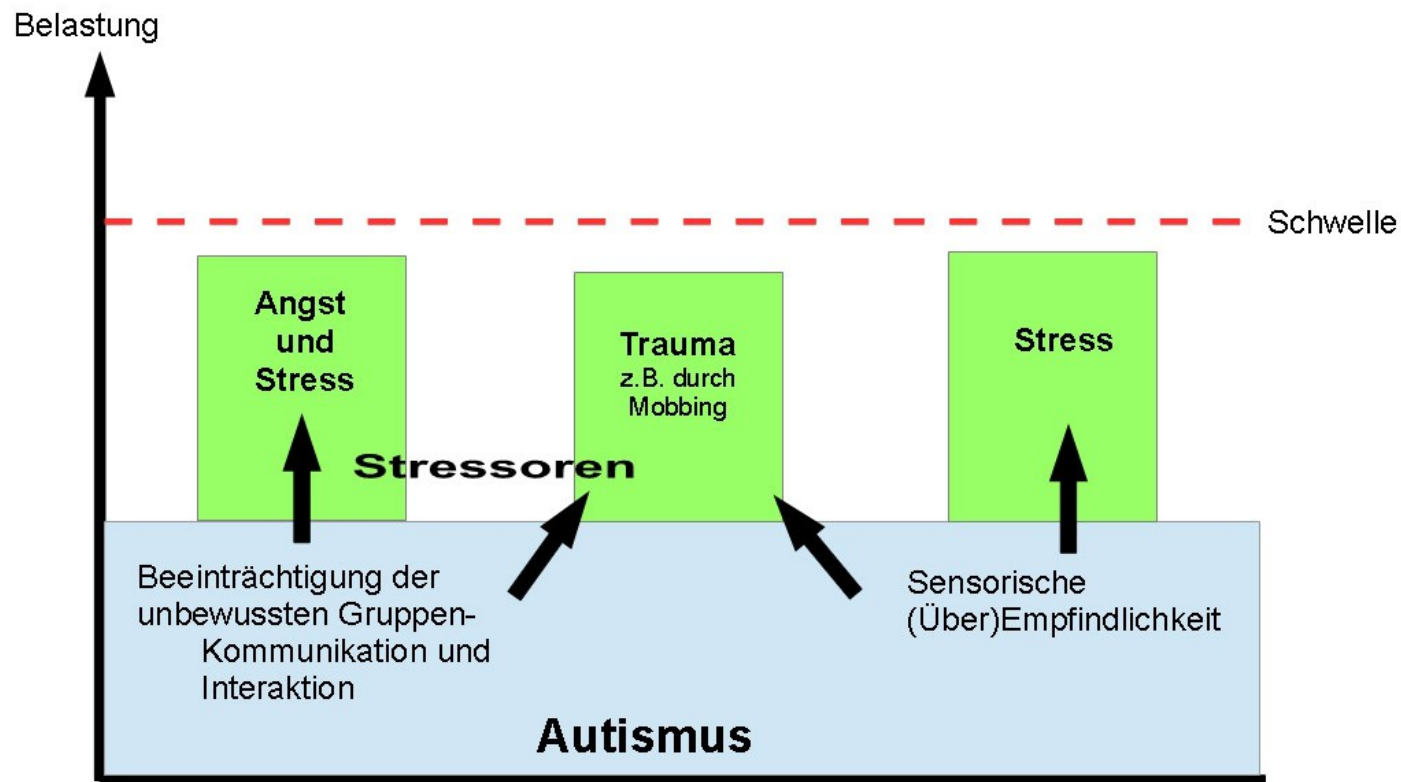 Belastung
Schwelle
Angst
und
Stress
Trauma
z.B. durch
Mobbing
Stress
Stressoren
Beeinträchtigung der
unbewussten Gruppen-
Kommunikation und
Interaktion
Sensorische
(Über)Empfindlichkeit
Autismus